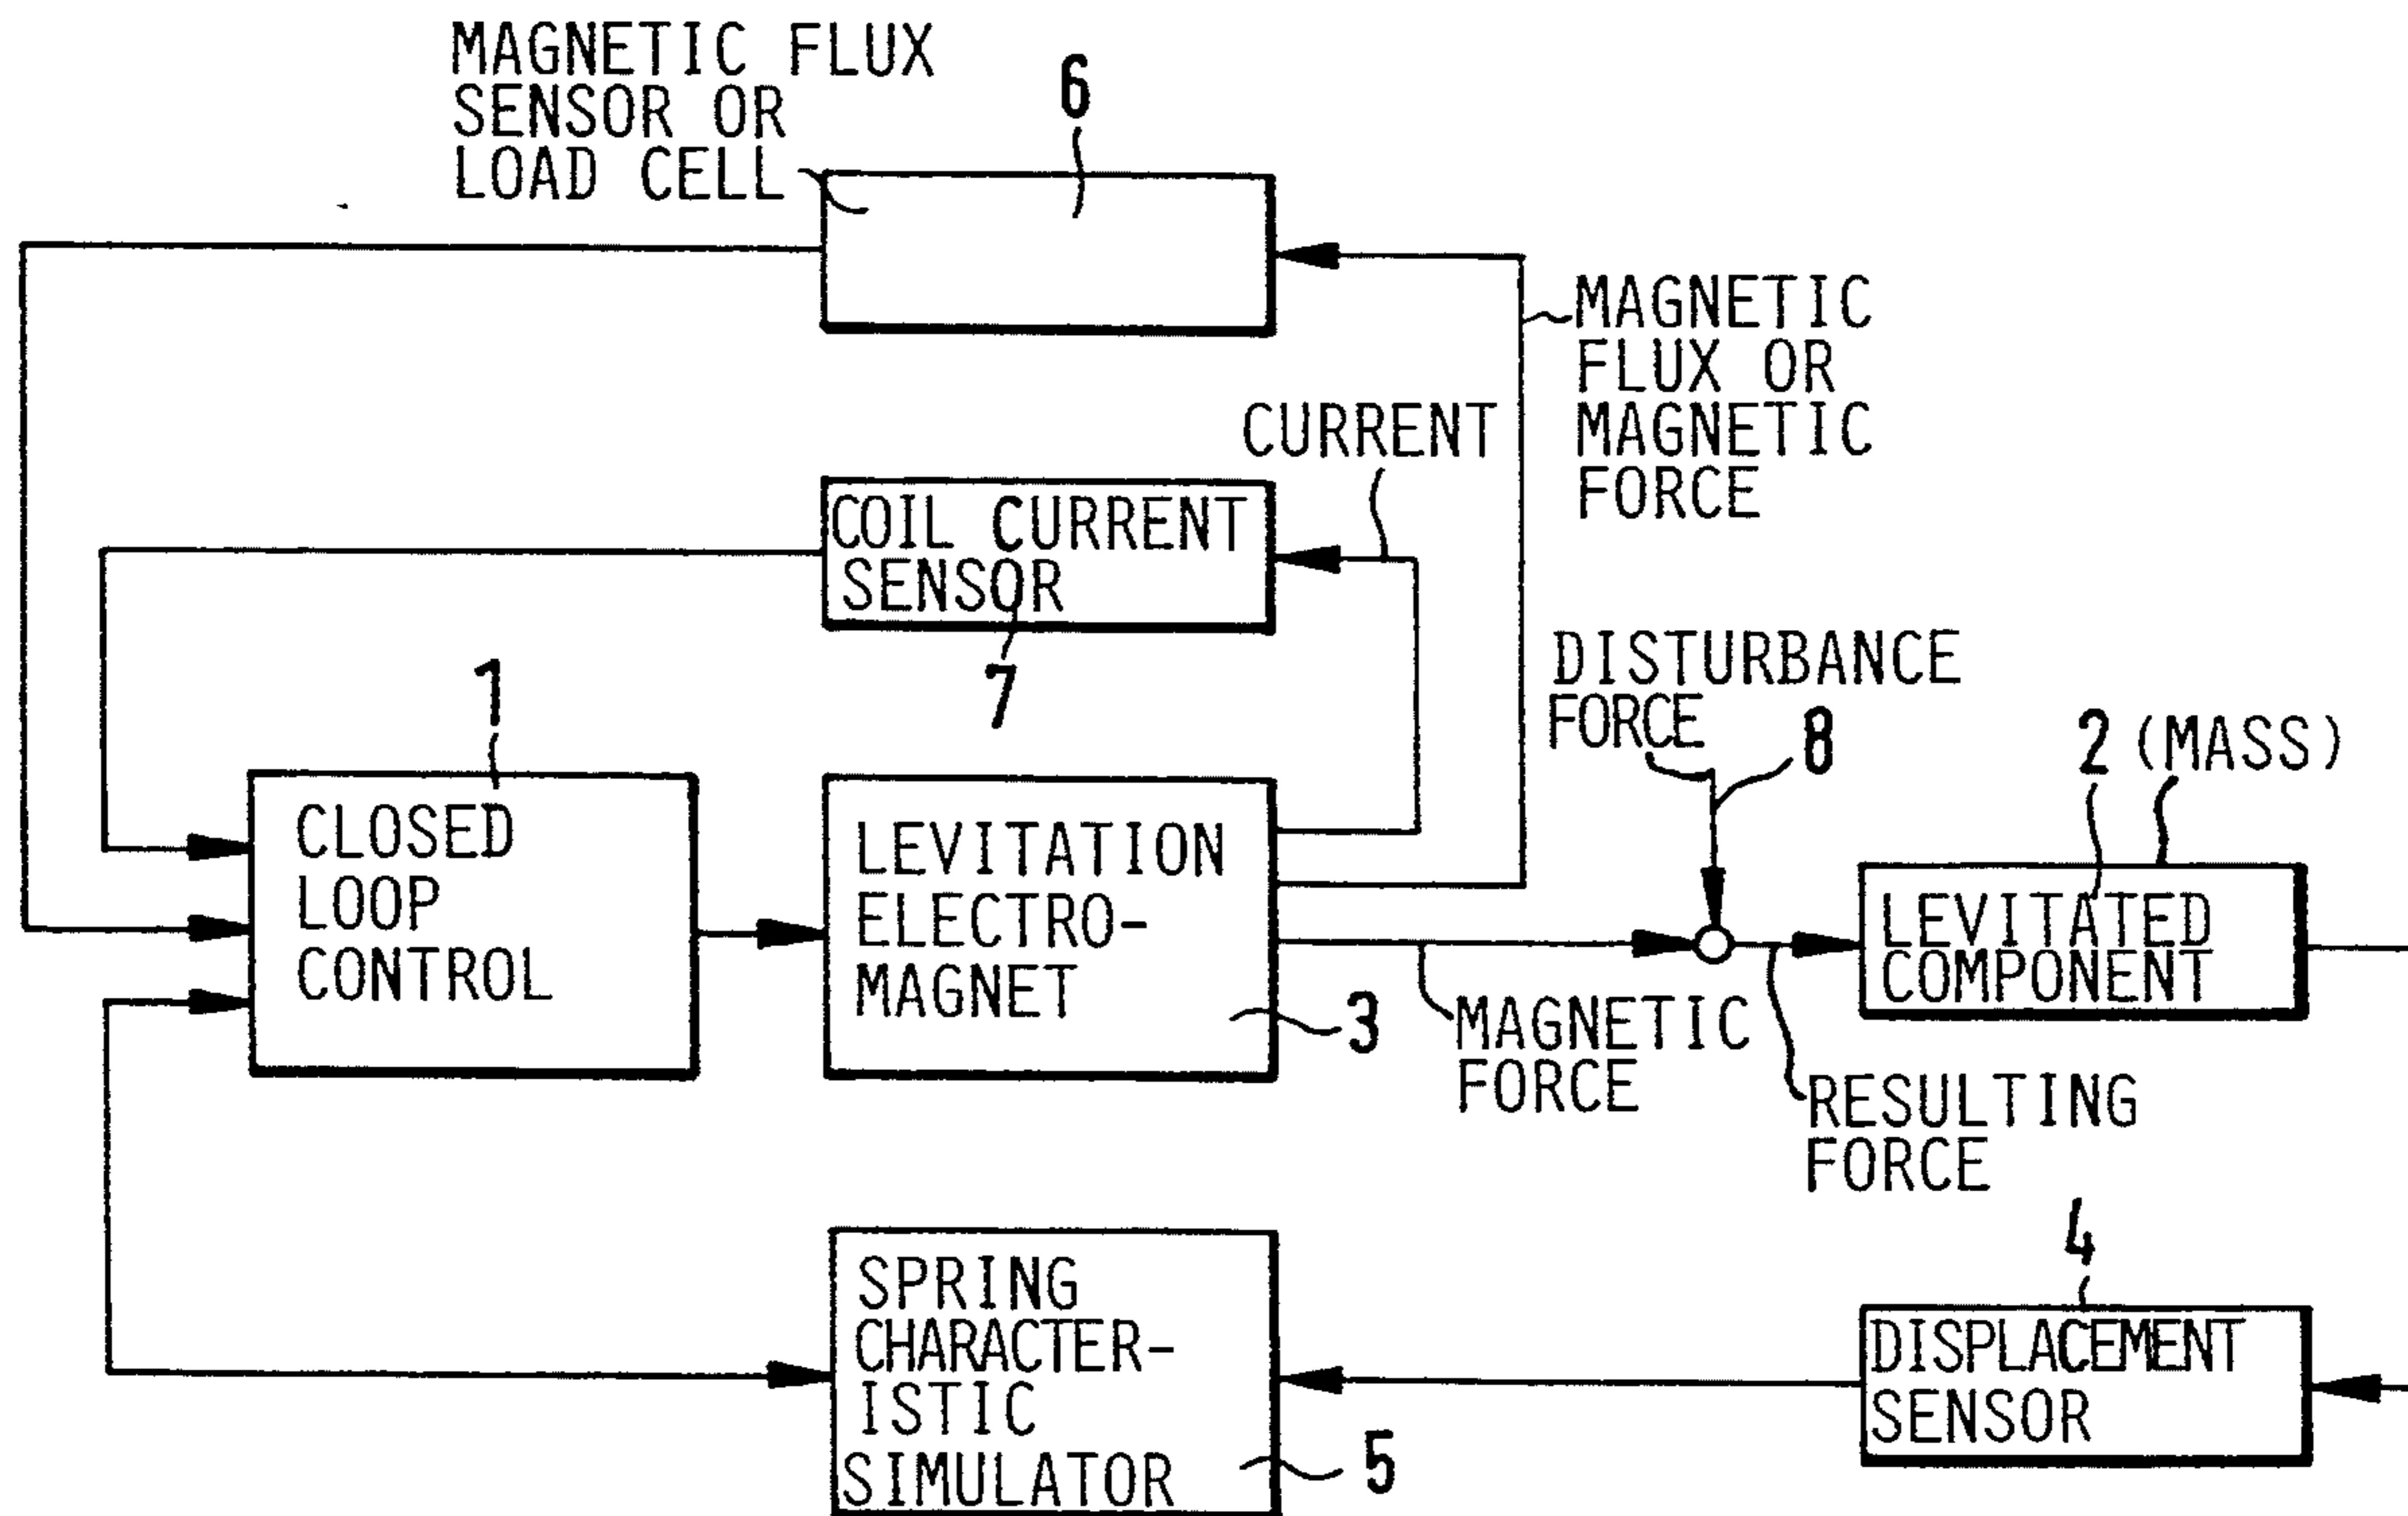 MAGNETIC FLUX
SENSOR OR
LOAD CELL
6
MAGNETIC
FLUX OR
MAGNETIC
FORCE
CURRENT
COIL CURRENT
SENSOR
7
DISTURBANCE
FORCE
8
2 (MASS)
1
CLOSED
LOOP
CONTROL
LEVITATION
ELECTRO-
MAGNET
3
LEVITATED
COMPONENT
MAGNETIC
FORCE
RESULTING
FORCE
4
SPRING
CHARACTER-
ISTIC
SIMULATOR
5
DISPLACEMENT
SENSOR